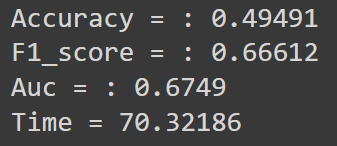 Accuracy = : 0.49491
F1_score = : 0.66612
Auc = : 0.6749
Time = 70.32186